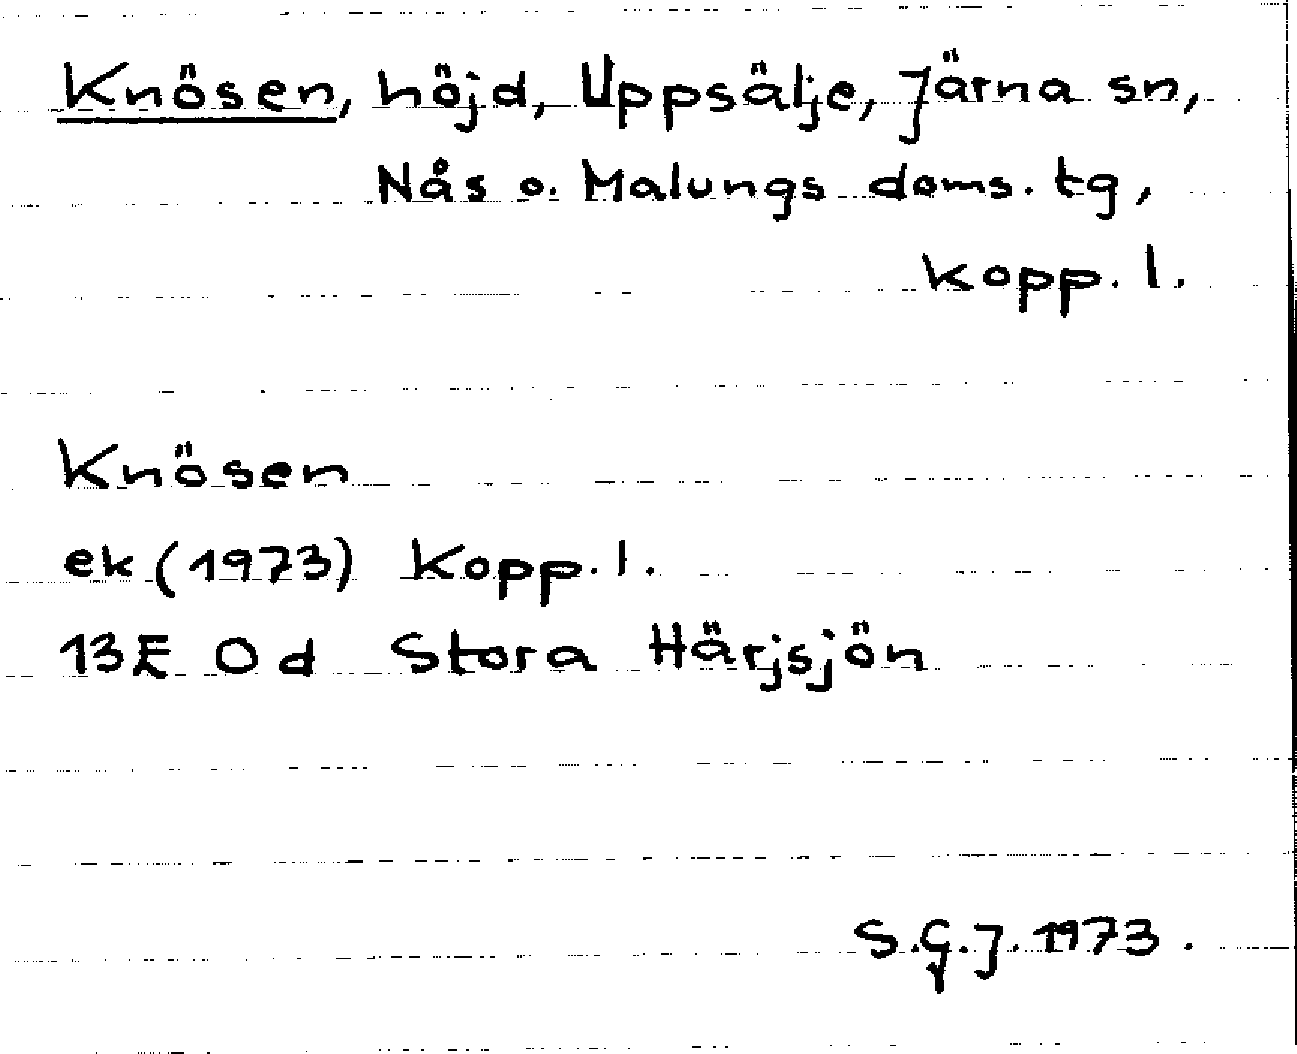 Knösen, höjd, Uppsälje, Järna sn,
Nås o. Malungs doms. tg,
Kopp. l.
Knösen
ek (1973) Kopp. l.
13E 0d Stora Härjsjön
S.G.J. 1973.